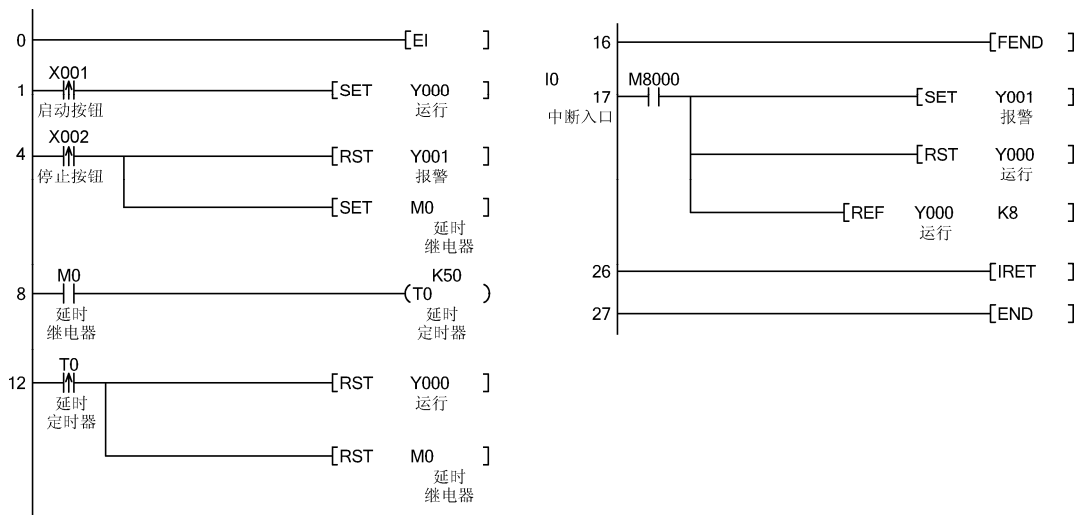 0 [EI ]
X001
1 [SET Y000 ]
启动按钮 运行
X002
4 [RST Y001 ]
停止按钮 报警
[SET M0 ]
延时
继电器
M0 K50
8 (T0 )
延时 延时
继电器 定时器
T0
12 [RST Y000 ]
延时 运行
定时器
[RST M0 ]
延时
继电器
16 [FEND ]
I0 M8000
17 [SET Y001 ]
中断入口 报警
[RST Y000 ]
运行
[REF Y000 K8 ]
运行
26 [IRET ]
27 [END ]